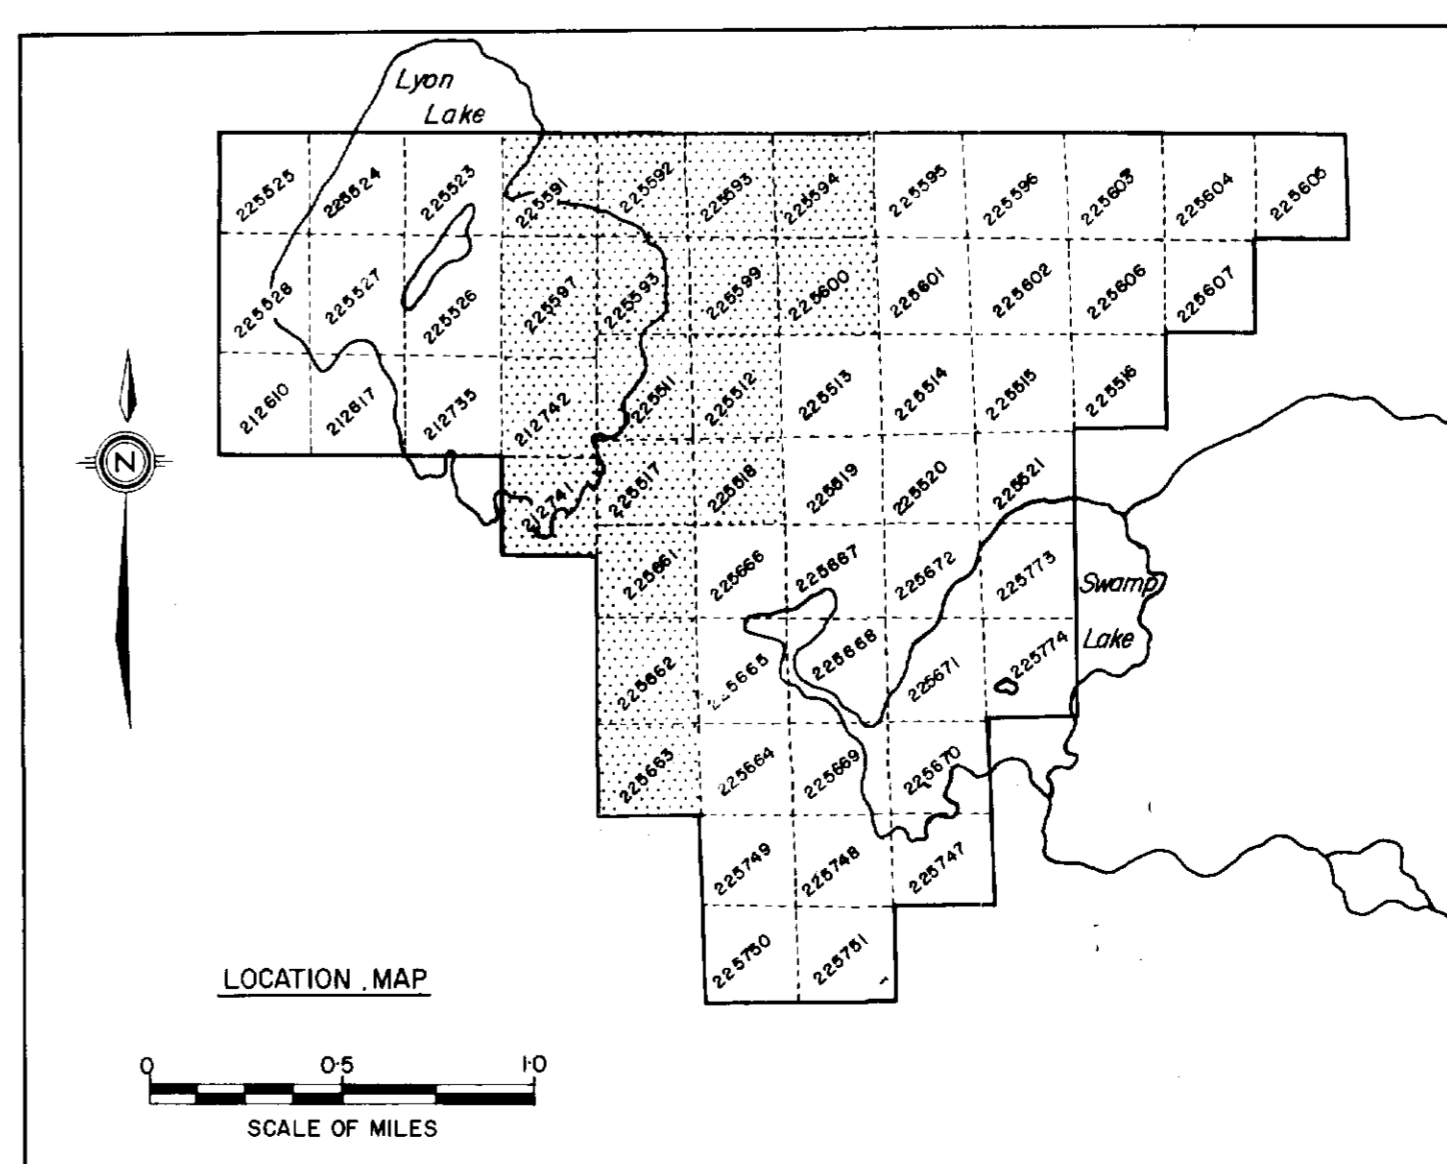 Lyon
Lake
225525 225524 225523 225591 225592 225593 225594 225595 225596 225603 225604 225605
225528 225527 225526 225597 225593 225599 225600 225601 225602 225606 225607
212610 212617 212735 212742 225511 225512 225513 225514 225515 225516
212741 225517 225518 225519 225520 225521
225661 225666 225667 225672 225773
225662 225665 225668 225671 225774
225663 225664 225669 225670
225749 225748 225747
225750 225751
Swamp
Lake
N
LOCATION . MAP
0 0·5 1·0
SCALE OF MILES